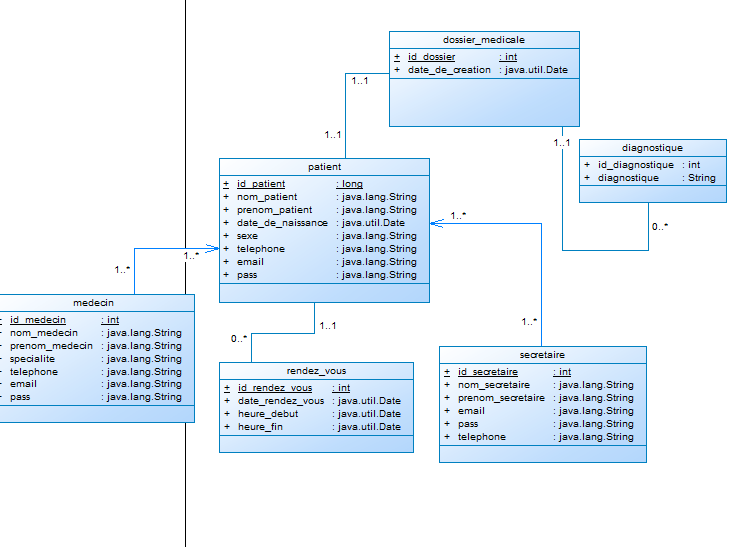 dossier_medicale
+ id_dossier : int
+ date_de_creation : java.util.Date
1..1
1..1
1..1
diagnostique
+ id_diagnostique : int
+ diagnostique : String
0..*
patient
+ id_patient : long
+ nom_patient : java.lang.String
+ prenom_patient : java.lang.String
+ date_de_naissance : java.util.Date
+ sexe : java.lang.String
+ telephone : java.lang.String
+ email : java.lang.String
+ pass : java.lang.String
1..*
1..*
1..*
1..*
medecin
+ id_medecin : int
+ nom_medecin : java.lang.String
+ prenom_medecin : java.lang.String
+ specialite : java.lang.String
+ telephone : java.lang.String
+ email : java.lang.String
+ pass : java.lang.String
1..1
0..*
rendez_vous
+ id_rendez_vous : int
+ date_rendez_vous : java.util.Date
+ heure_debut : java.util.Date
+ heure_fin : java.util.Date
secretaire
+ id_secretaire : int
+ nom_secretaire : java.lang.String
+ prenom_secretaire : java.lang.String
+ email : java.lang.String
+ pass : java.lang.String
+ telephone : java.lang.String